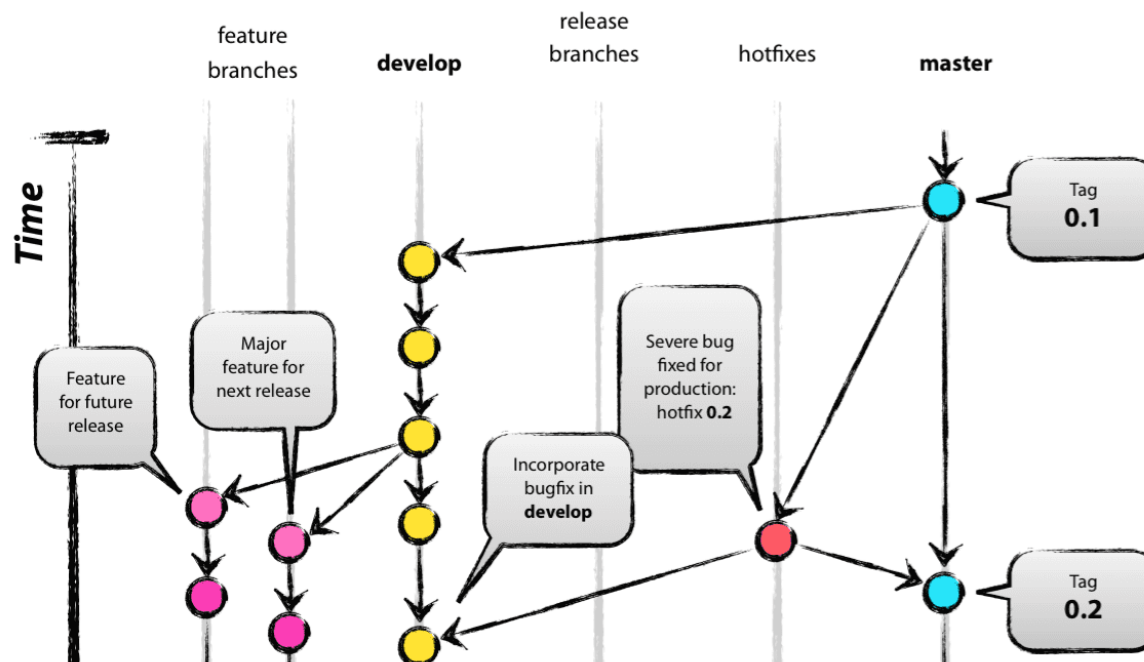 feature
branches
develop
release
branches
hotfixes
master
Time
Tag
0.1
Major
feature for
next release
Feature
for future
release
Severe bug
fixed for
production:
hotfix 0.2
Incorporate
bugfix in
develop
Tag
0.2